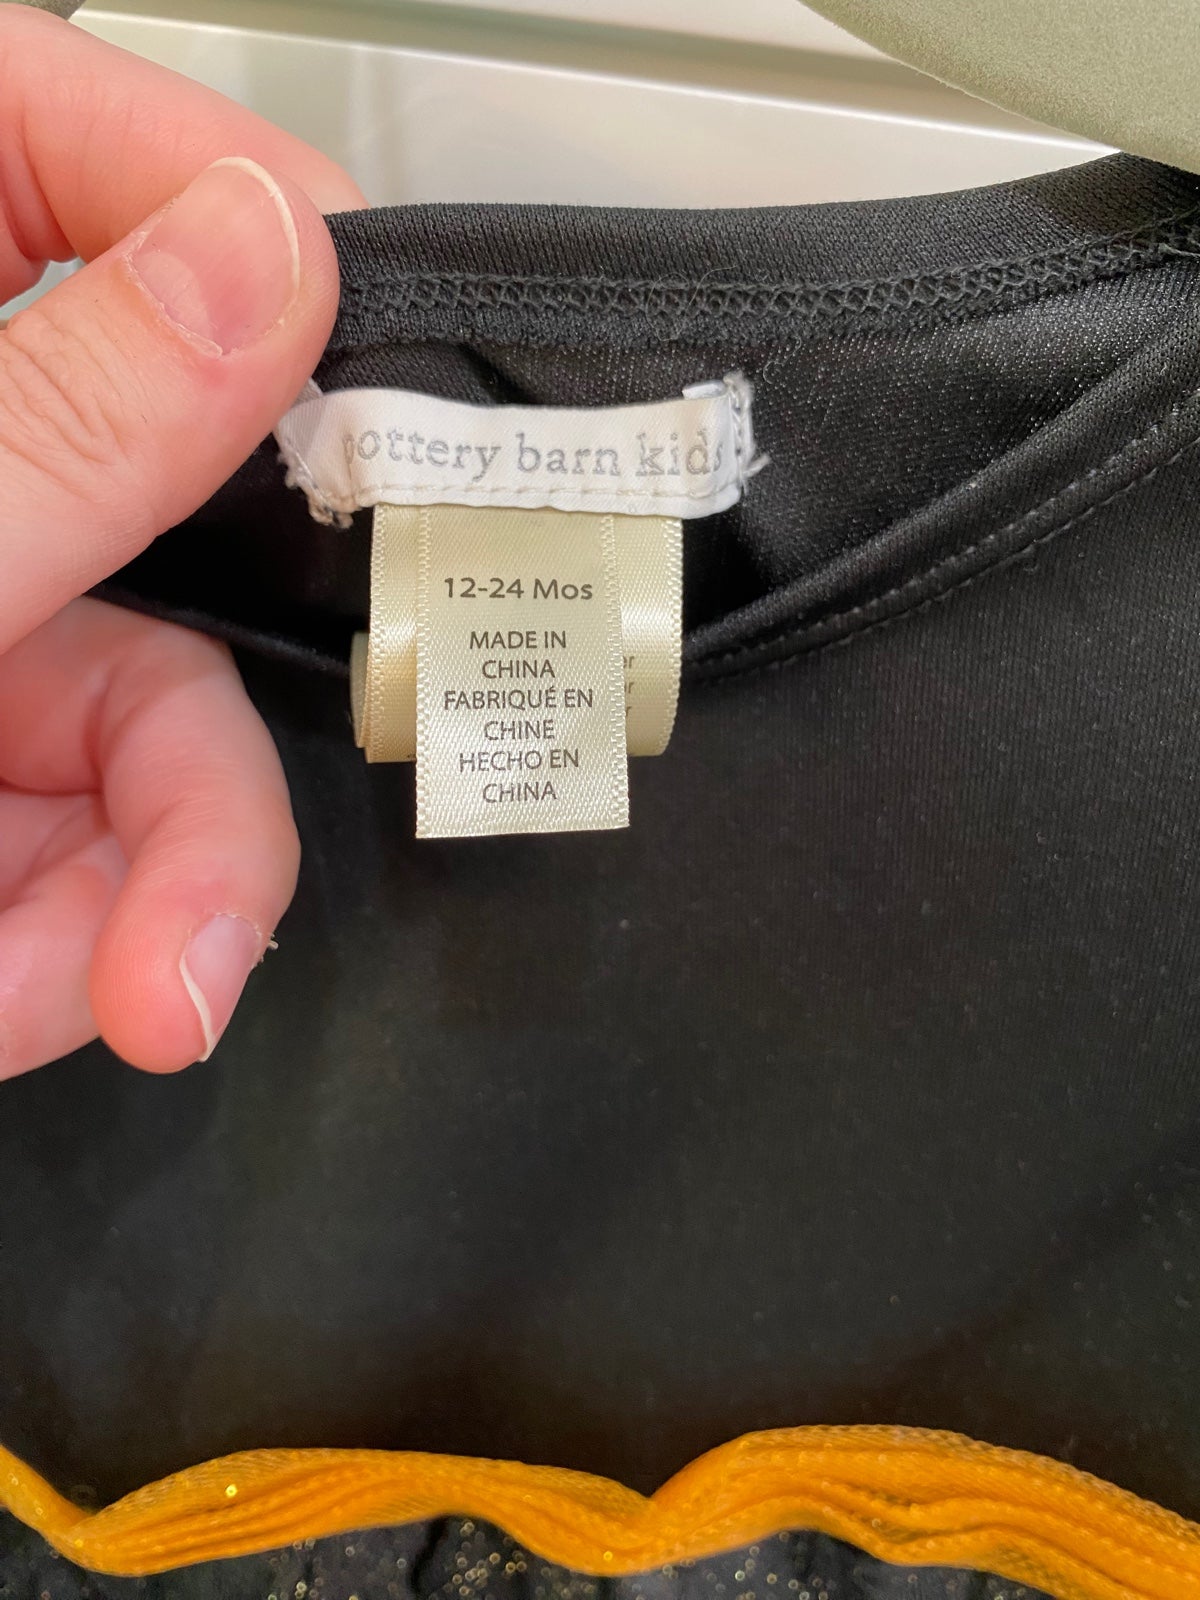 pottery barn kids
12-24 Mos
MADE IN
CHINA
FABRIQUÉ EN
CHINE
HECHO EN
CHINA